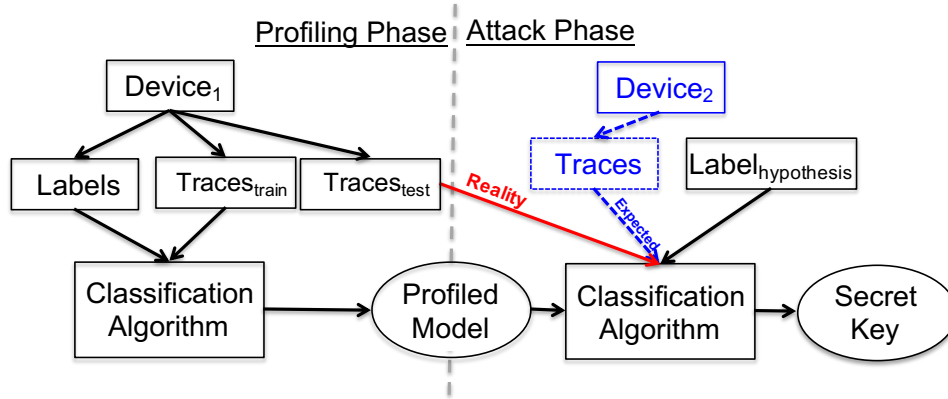 Profiling Phase
Attack Phase
Device₁
Device₂
Labels
Traces_train
Traces_test
Traces
Label_hypothesis
Reality
Expected
Classification
Algorithm
Profiled
Model
Classification
Algorithm
Secret
Key